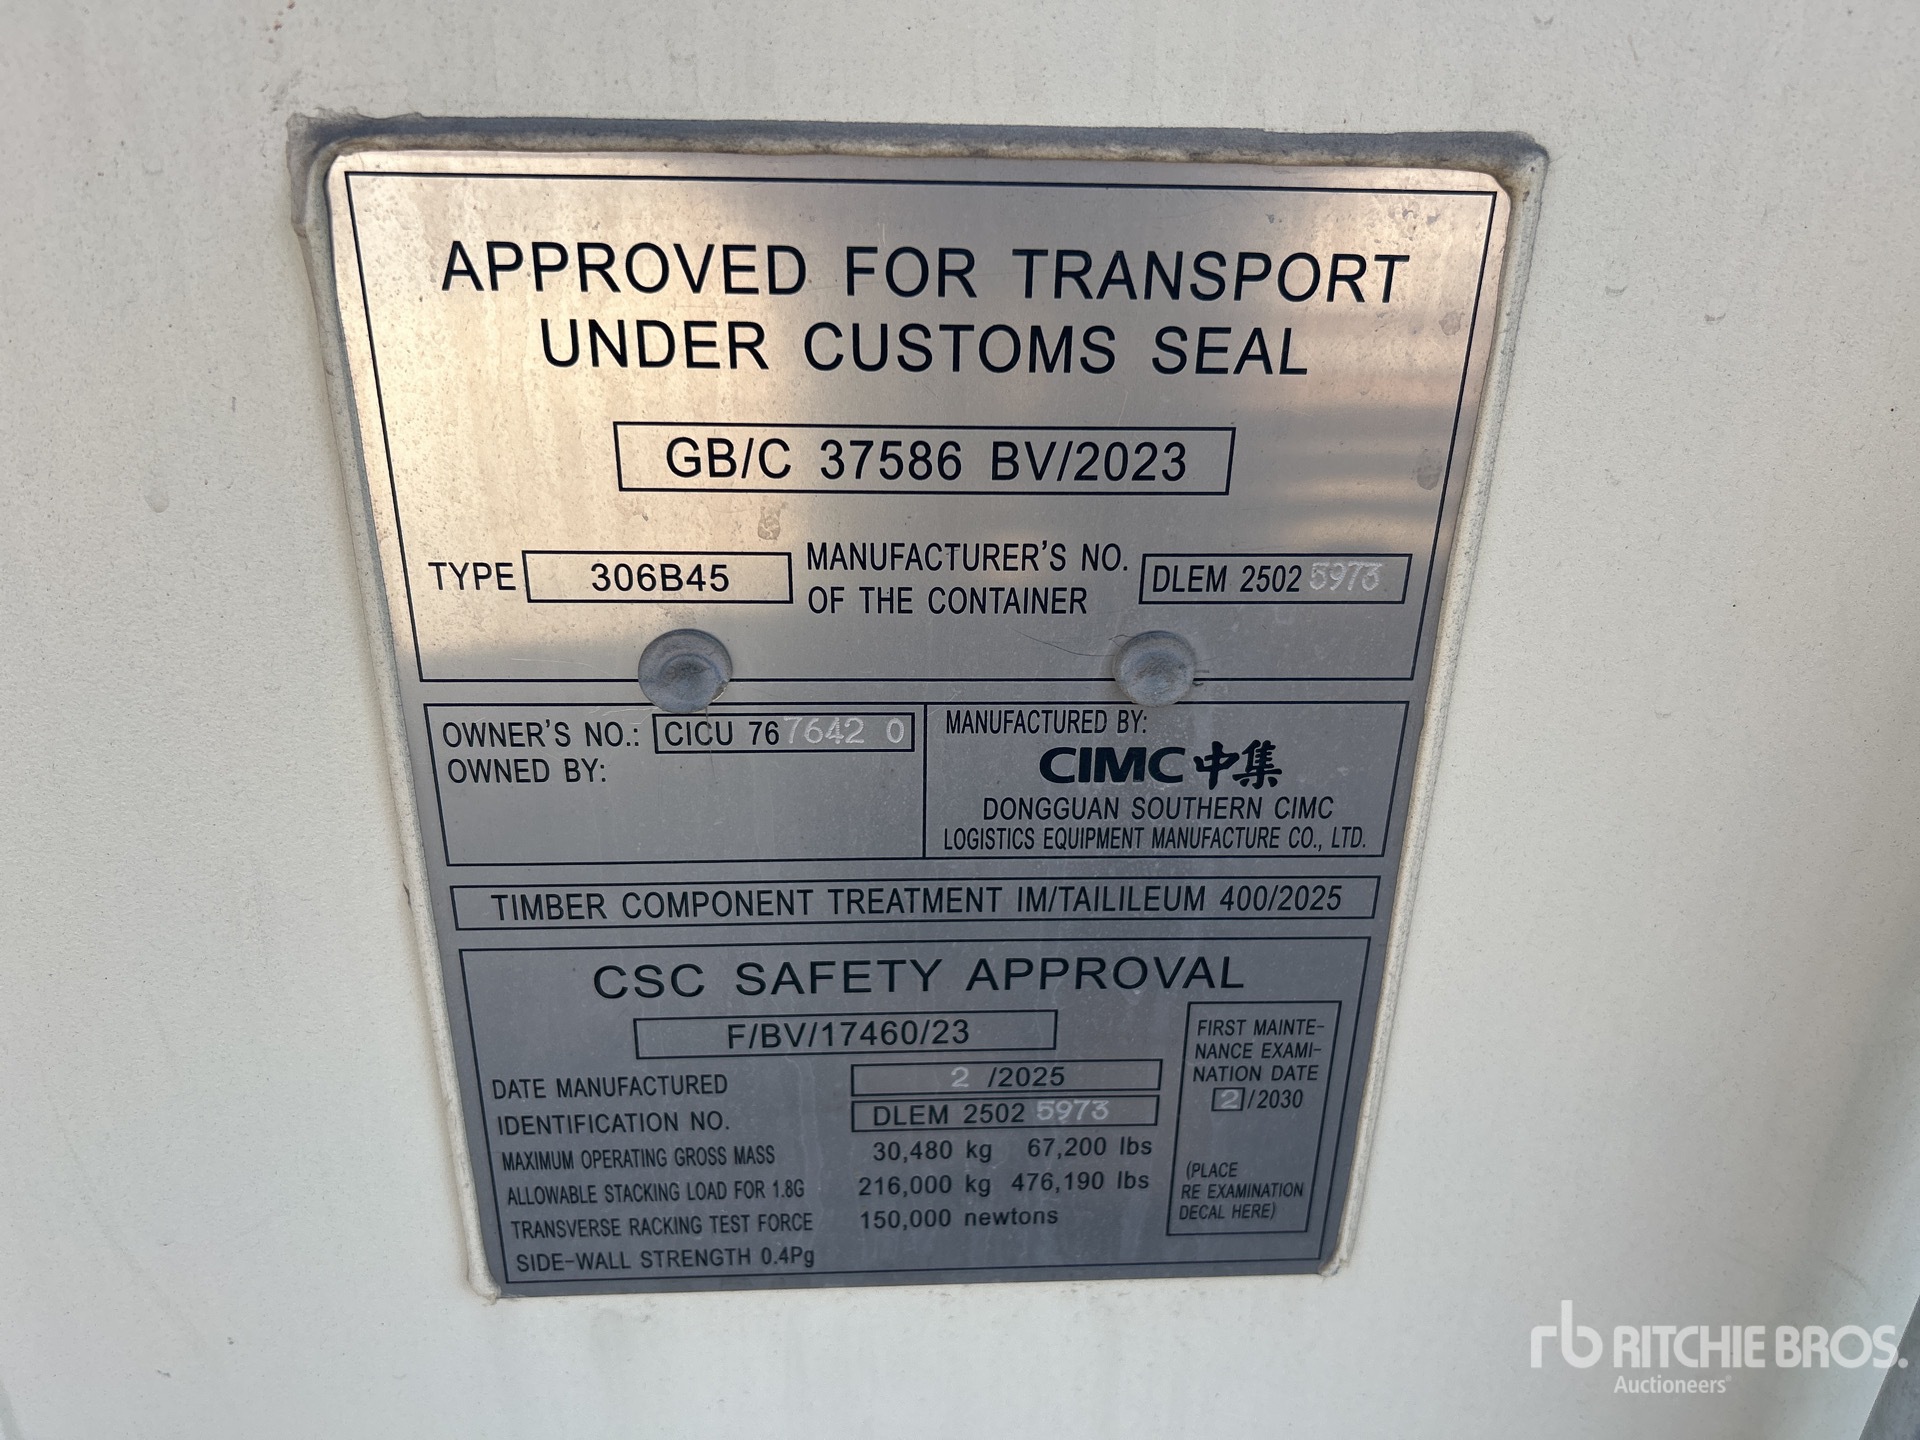 APPROVED FOR TRANSPORT
UNDER CUSTOMS SEAL
GB/C 37586 BV/2023
TYPE 306B45
MANUFACTURER'S NO.
OF THE CONTAINER
DLEM 2502 5973
OWNER'S NO.: CICU 767642 0
OWNED BY:
MANUFACTURED BY:
CIMC 中集
DONGGUAN SOUTHERN CIMC
LOGISTICS EQUIPMENT MANUFACTURE CO., LTD.
TIMBER COMPONENT TREATMENT IM/TAILILEUM 400/2025
CSC SAFETY APPROVAL
F/BV/17460/23
DATE MANUFACTURED 2 /2025
IDENTIFICATION NO. DLEM 2502 5973
MAXIMUM OPERATING GROSS MASS 30,480 kg 67,200 lbs
ALLOWABLE STACKING LOAD FOR 1.8G 216,000 kg 476,190 lbs
TRANSVERSE RACKING TEST FORCE 150,000 newtons
SIDE-WALL STRENGTH 0.4Pg
FIRST MAINTE-
NANCE EXAMI-
NATION DATE
2/2030
(PLACE
RE EXAMINATION
DECAL HERE)
rb RITCHIE BROS.
Auctioneers